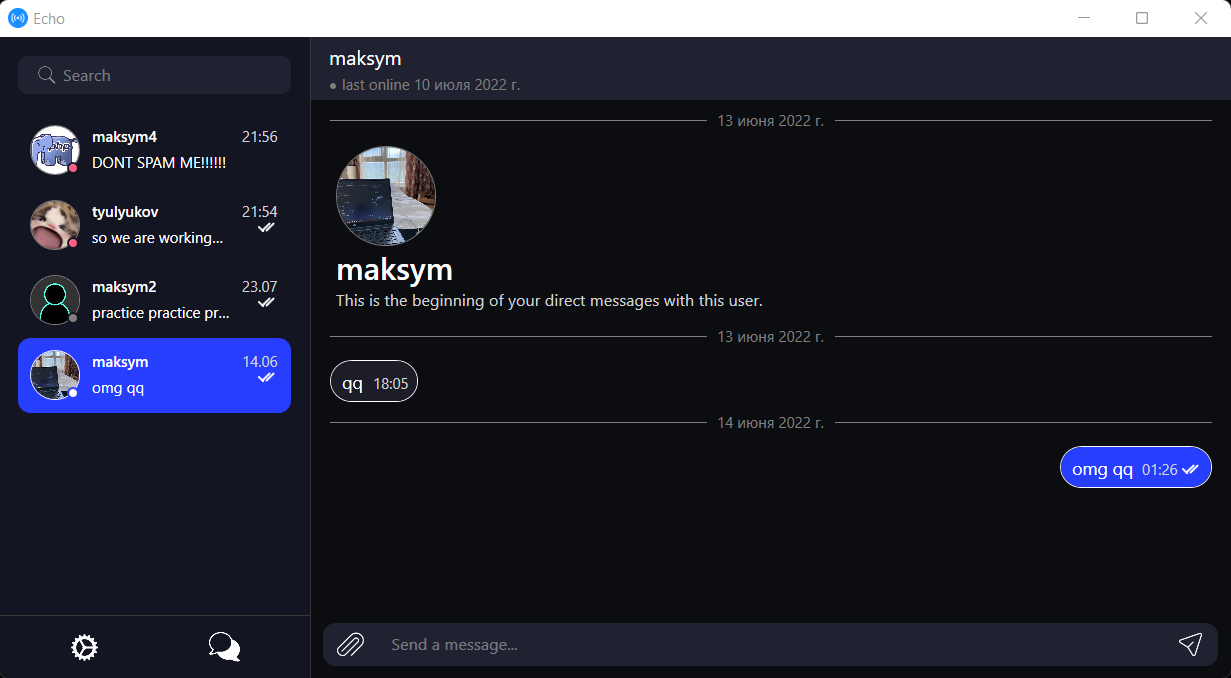 Echo
Search
maksym4 21:56
DONT SPAM ME!!!!!!
tyulyukov 21:54
so we are working...
maksym2 23.07
practice practice pr...
maksym 14.06
omg qq
maksym
last online 10 июля 2022 г.
13 июня 2022 г.
maksym
This is the beginning of your direct messages with this user.
13 июня 2022 г.
qq 18:05
14 июня 2022 г.
omg qq 01:26
Send a message...